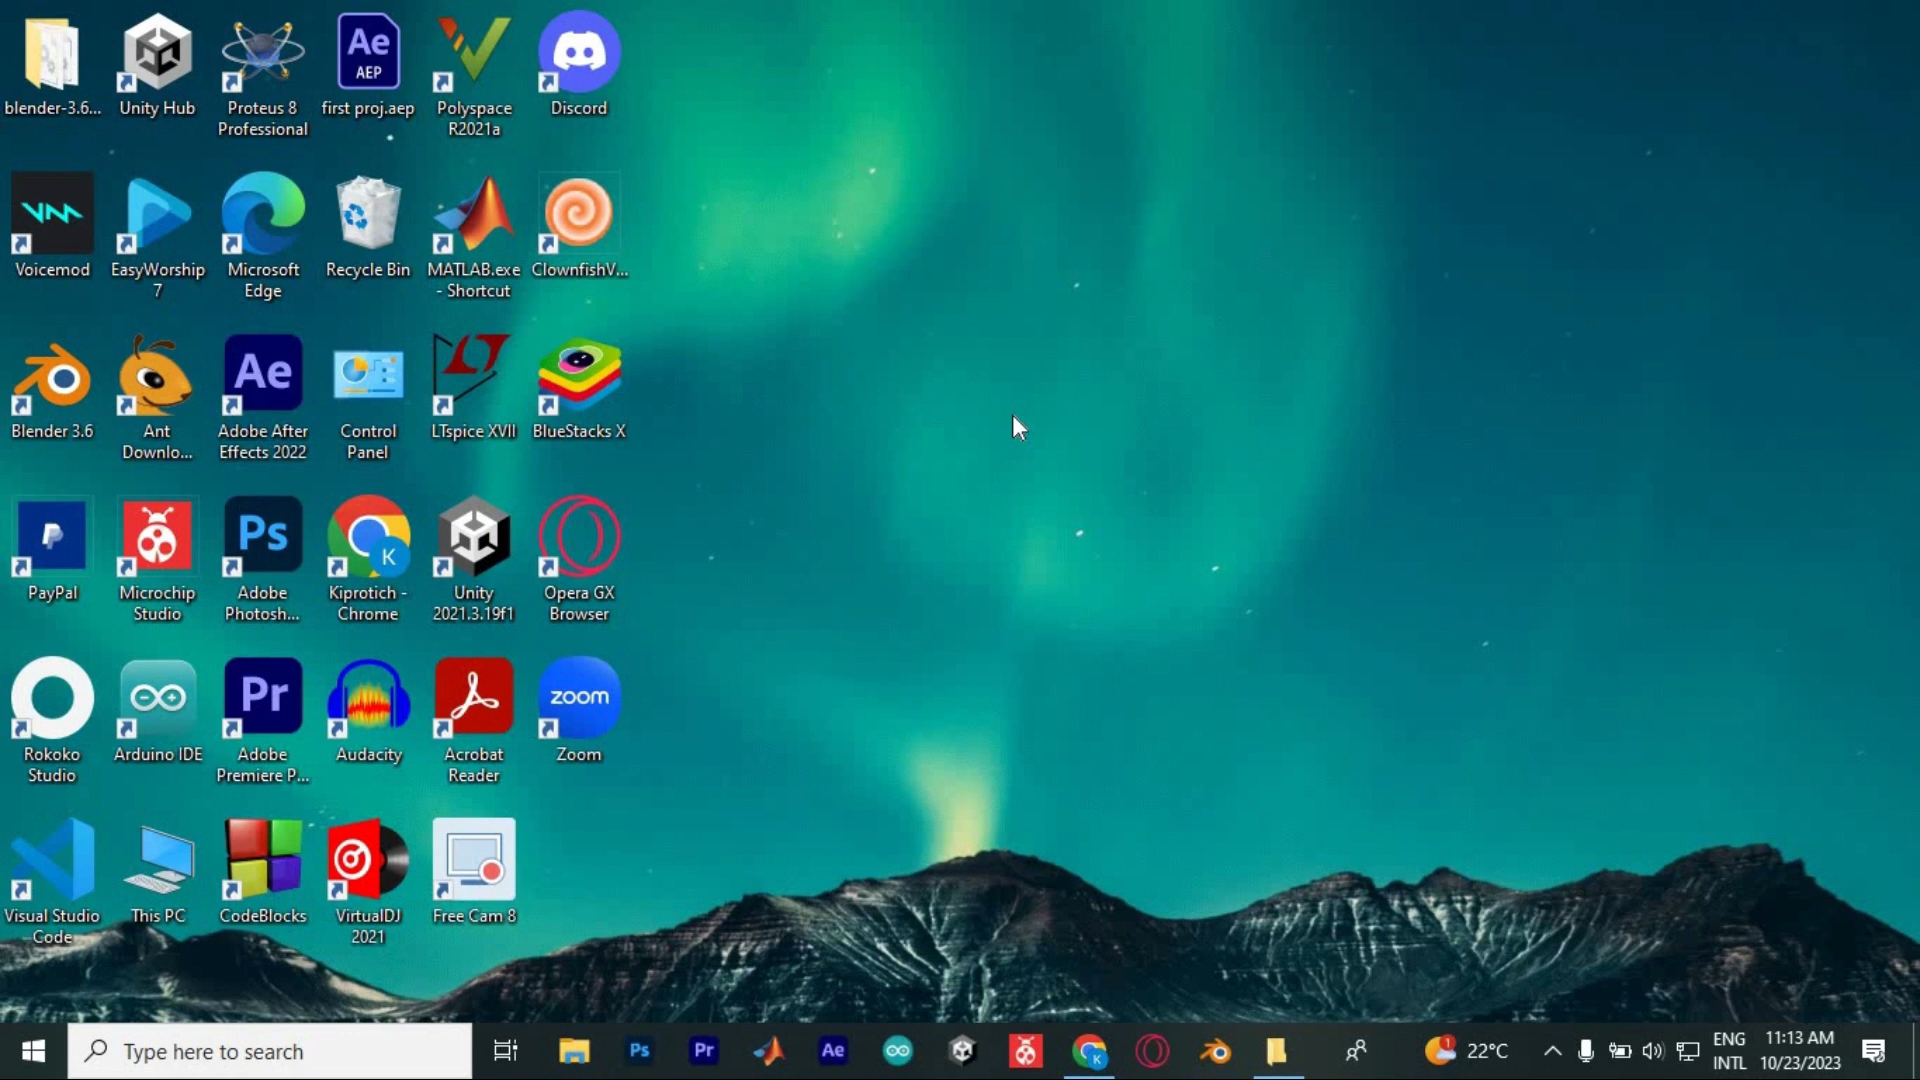 blender-3.6...
Unity Hub
Proteus 8
Professional
Ae
AEP
first proj.aep
Polyspace
R2021a
Discord
Voicemod
EasyWorship
7
Microsoft
Edge
Recycle Bin
MATLAB.exe
- Shortcut
ClownfishV...
Blender 3.6
Ant
Downlo...
Ae
Adobe After
Effects 2022
Control
Panel
LTspice XVII
BlueStacks X
PayPal
Microchip
Studio
Ps
Adobe
Photosh...
K
Kiprotich -
Chrome
Unity
2021.3.19f1
Opera GX
Browser
Rokoko
Studio
Arduino IDE
Pr
Adobe
Premiere P...
Audacity
Acrobat
Reader
zoom
Zoom
Visual Studio
Code
This PC
CodeBlocks
VirtualDJ
2021
Free Cam 8
Type here to search
Ps
Pr
Ae
K
1
22°C
ENG
INTL
11:13 AM
10/23/2023